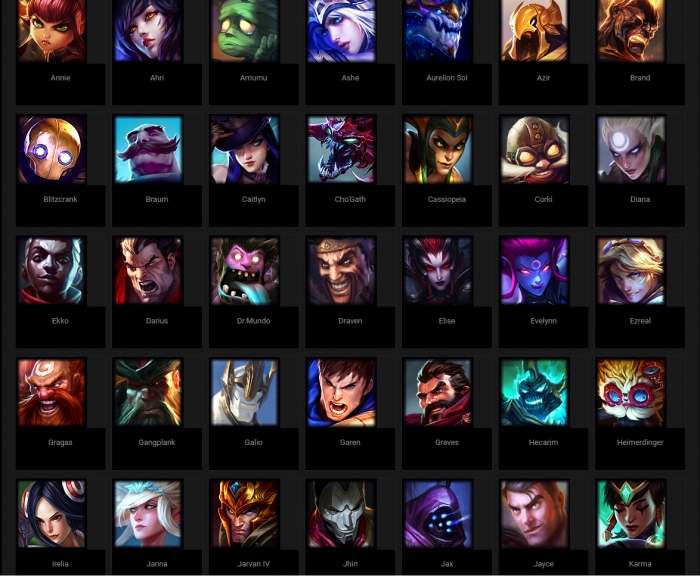 Annie Ahri Amumu Ashe Aurelion Sol Azir Brand
Blitzcrank Braum Caitlyn Cho'Gath Cassiopeia Corki Diana
Ekko Darius Dr.Mundo Draven Elise Evelynn Ezreal
Gragas Gangplank Galio Garen Graves Hecarim Heimerdinger
Irelia Janna Jarvan IV Jhin Jax Jayce Karma